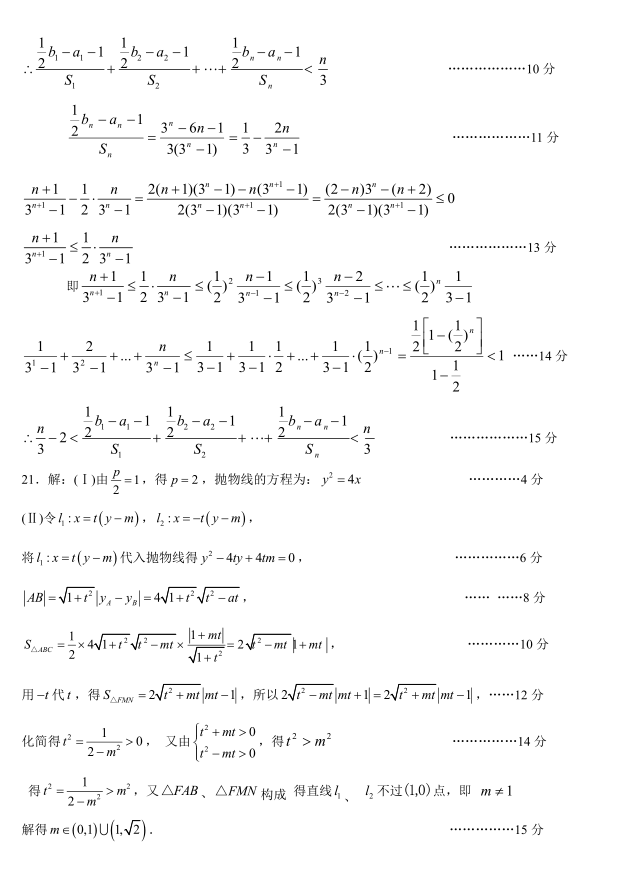 ∴ (½b₁ − a₁ − 1)/S₁ + (½b₂ − a₂ − 1)/S₂ + ⋯ + (½bₙ − aₙ − 1)/Sₙ < n/3 ………………10 分
(½bₙ − aₙ − 1)/Sₙ = (3ⁿ − 6n − 1)/(3(3ⁿ − 1)) = 1/3 − 2n/(3ⁿ − 1) ………………11 分
(n+1)/(3ⁿ⁺¹ − 1) − 1/2 · n/(3ⁿ − 1) = (2(n+1)(3ⁿ − 1) − n(3ⁿ⁺¹ − 1))/(2(3ⁿ − 1)(3ⁿ⁺¹ − 1)) = ((2 − n)3ⁿ − (n + 2))/(2(3ⁿ − 1)(3ⁿ⁺¹ − 1)) ≤ 0
(n+1)/(3ⁿ⁺¹ − 1) ≤ 1/2 · n/(3ⁿ − 1) ………………13 分
即 (n+1)/(3ⁿ⁺¹ − 1) ≤ 1/2 · n/(3ⁿ − 1) ≤ (1/2)² (n−1)/(3ⁿ⁻¹ − 1) ≤ (1/2)³ (n−2)/(3ⁿ⁻² − 1) ≤ ⋯ ≤ (1/2)ⁿ 1/(3−1)
1/(3¹ − 1) + 2/(3² − 1) + ... + n/(3ⁿ − 1) ≤ 1/(3−1) + 1/(3−1) · 1/2 + ... + 1/(3−1) · (1/2)ⁿ⁻¹ = (1/2[1 − (1/2)ⁿ])/(1 − 1/2) < 1 ……14 分
∴ n/3 − 2 < (½b₁ − a₁ − 1)/S₁ + (½b₂ − a₂ − 1)/S₂ + ⋯ + (½bₙ − aₙ − 1)/Sₙ < n/3 ………………15 分
21．解：(Ⅰ)由 p/2 = 1，得 p = 2，抛物线的方程为：y² = 4x …………4 分
(Ⅱ)令 l₁ : x = t(y − m)，l₂ : x = −t(y − m)，
将 l₁ : x = t(y − m) 代入抛物线得 y² − 4ty + 4tm = 0， ……………6 分
|AB| = √(1 + t²) |y_A − y_B| = 4√(1 + t²) √(t² − at)， …… ……8 分
S△ABC = 1/2 × 4√(1 + t²) √(t² − mt) × |1 + mt|/√(1 + t²) = 2√(t² − mt) |1 + mt|， …………10 分
用 −t 代 t，得 S△FMN = 2√(t² + mt) |mt − 1|，所以 2√(t² − mt) |mt + 1| = 2√(t² + mt) |mt − 1|，……12 分
化简得 t² = 1/(2 − m²) > 0， 又由 {t² + mt > 0, t² − mt > 0，得 t² > m² ……………14 分
得 t² = 1/(2 − m²) > m²，又△FAB、△FMN 构成 得直线 l₁、 l₂ 不过(1,0)点，即 m ≠ 1
解得 m ∈ (0,1) ∪ (1, √2)． ……………15 分